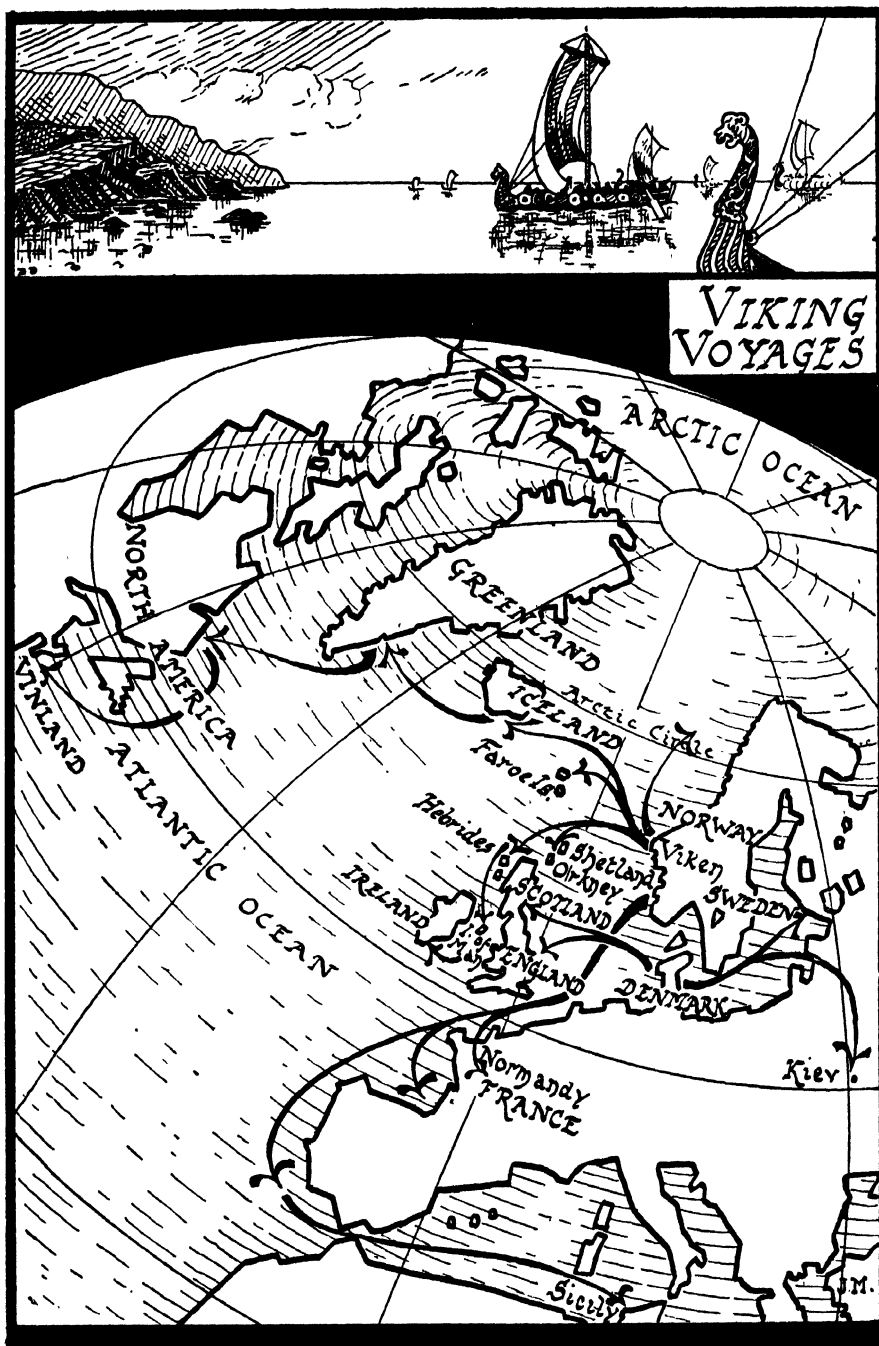 VIKING
VOYAGES
ARCTIC OCEAN
NORTH
AMERICA
GREENLAND
VINLAND
ICELAND
Arctic Circle
Faroe Is.
ATLANTIC OCEAN
Hebrides
NORWAY
Viken
Shetland
Orkney
SWEDEN
IRELAND
SCOTLAND
I. of
Man
ENGLAND
DENMARK
Kiev
Normandy
FRANCE
Sicily
J.M.